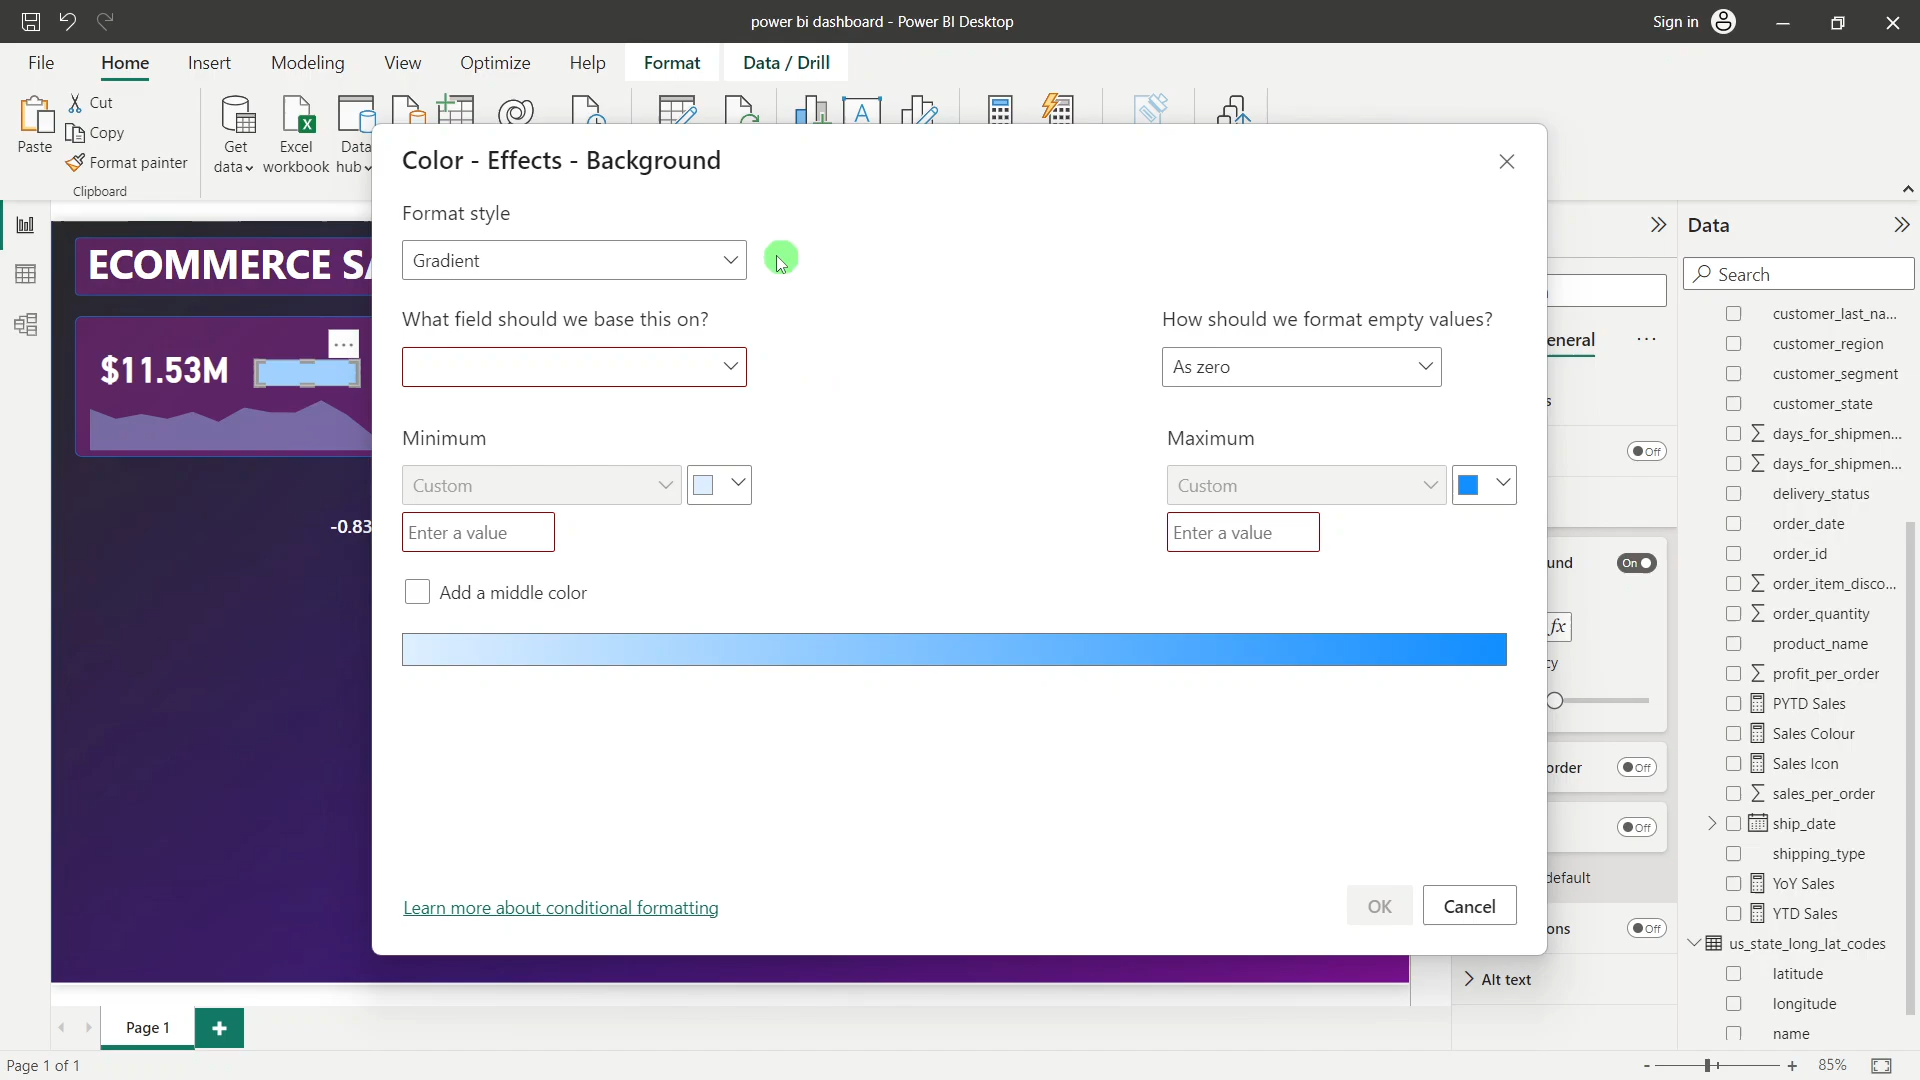 power bi dashboard - Power BI Desktop
Sign in
File
Home
Insert
Modeling
View
Optimize
Help
Format
Data / Drill
Paste
Cut
Copy
Format painter
Clipboard
Get
data
Excel
workbook
Data
hub
Color - Effects - Background
Format style
Gradient
What field should we base this on?
How should we format empty values?
As zero
Minimum
Maximum
Custom
Custom
Enter a value
Enter a value
Add a middle color
Learn more about conditional formatting
OK
Cancel
ECOMMERCE SA
$11.53M
...
-0.83
eneral
...
s
Off
und
On
fx
cy
order
Off
Off
default
ons
Off
Alt text
Data
Search
customer_last_na...
customer_region
customer_segment
customer_state
days_for_shipmen...
days_for_shipmen...
delivery_status
order_date
order_id
order_item_disco...
order_quantity
product_name
profit_per_order
PYTD Sales
Sales Colour
Sales Icon
sales_per_order
ship_date
shipping_type
YoY Sales
YTD Sales
us_state_long_lat_codes
latitude
longitude
name
Page 1
+
Page 1 of 1
- + 85%